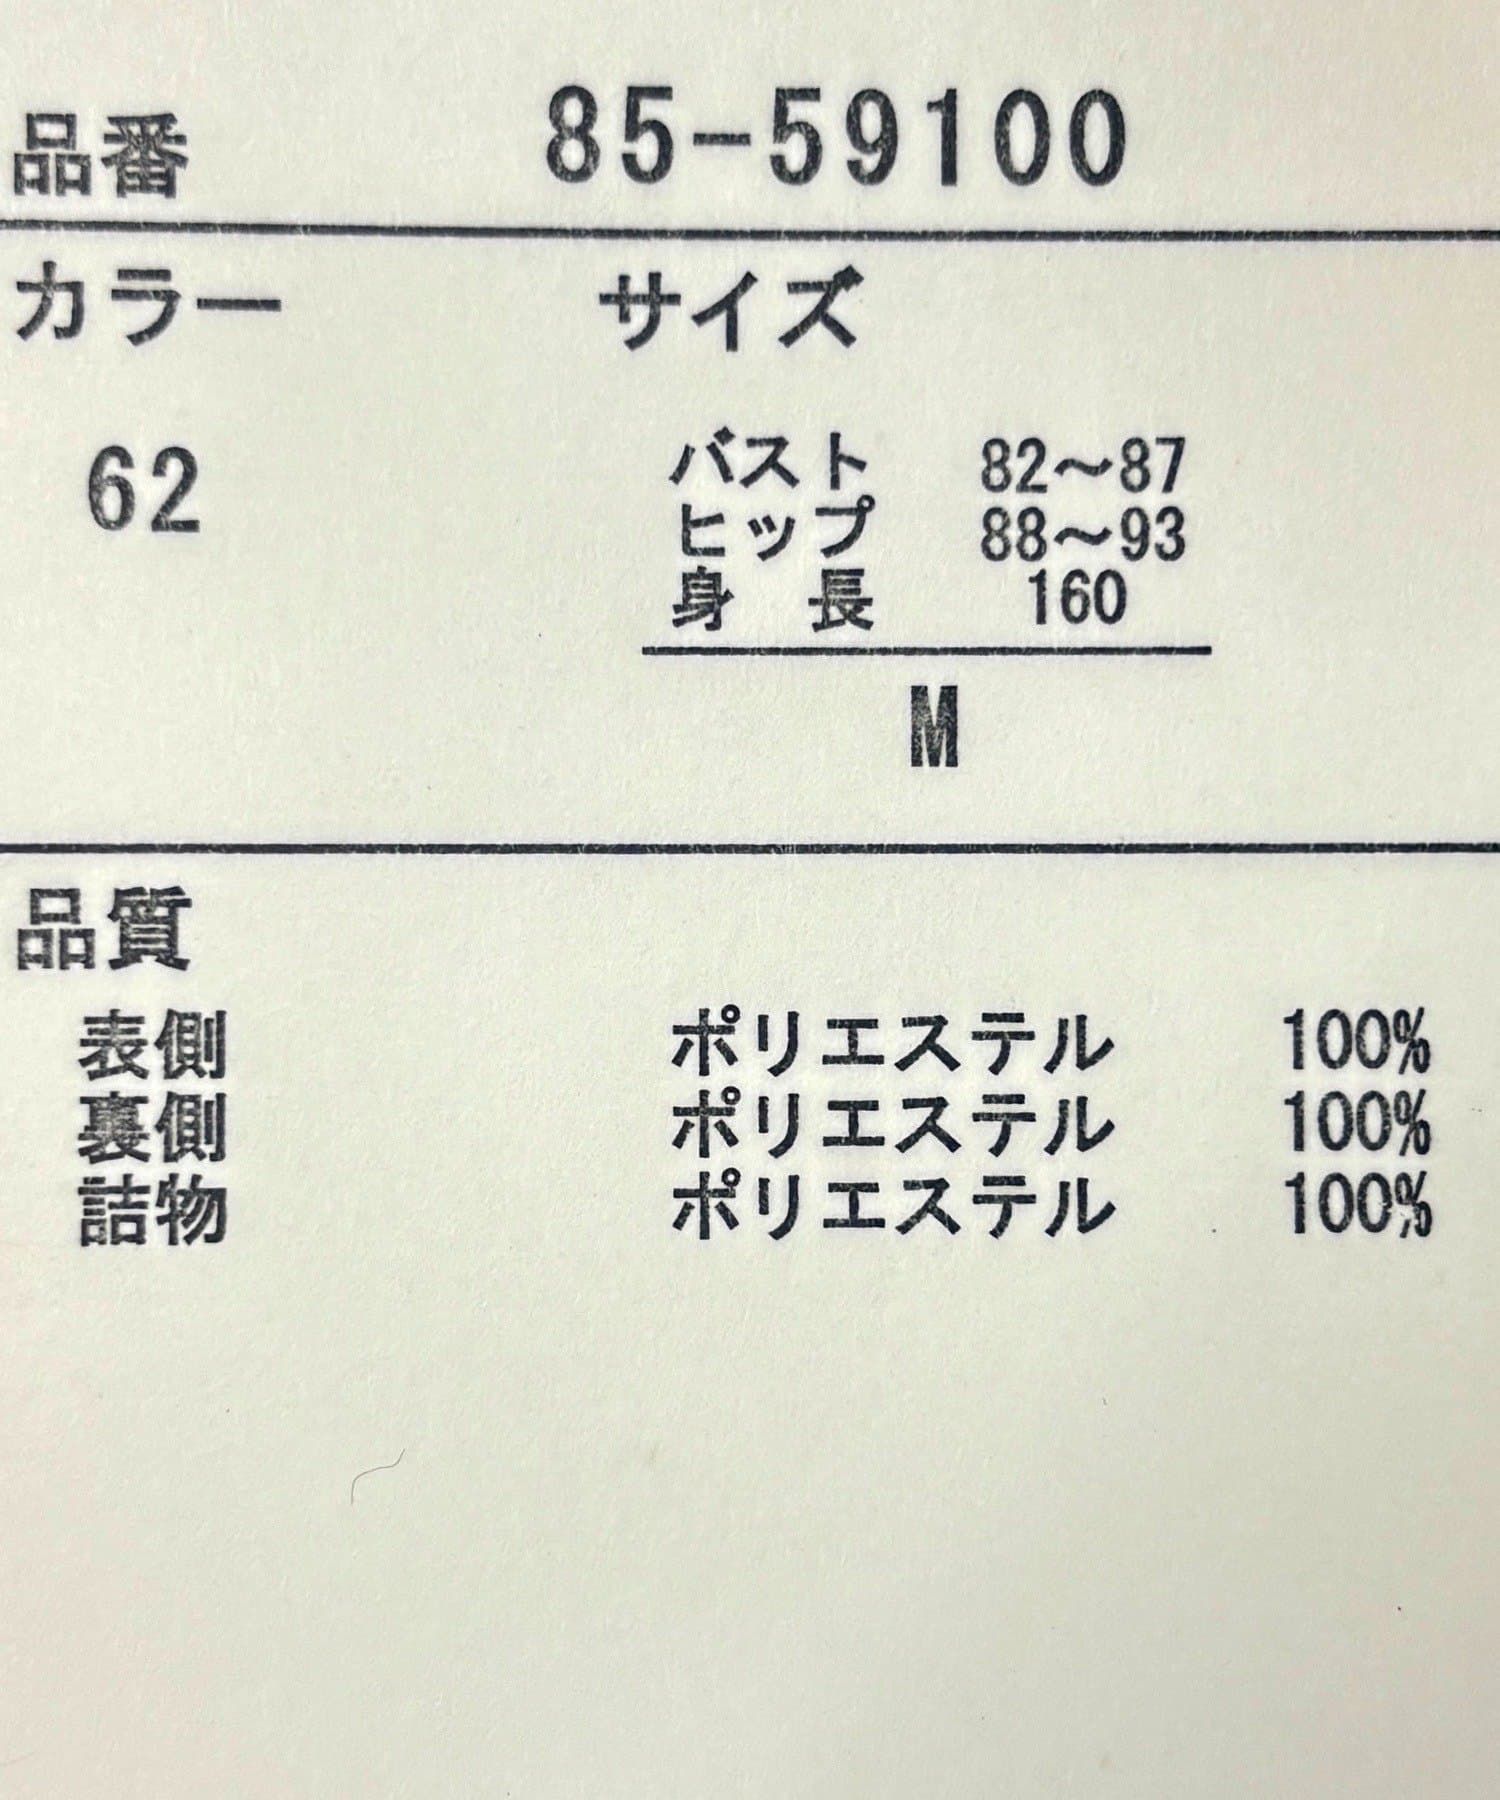 品番 85-59100
カラー サイズ
62
バスト 82〜87
ヒップ 88〜93
身長 160
M
品質
表側 ポリエステル 100%
裏側 ポリエステル 100%
詰物 ポリエステル 100%